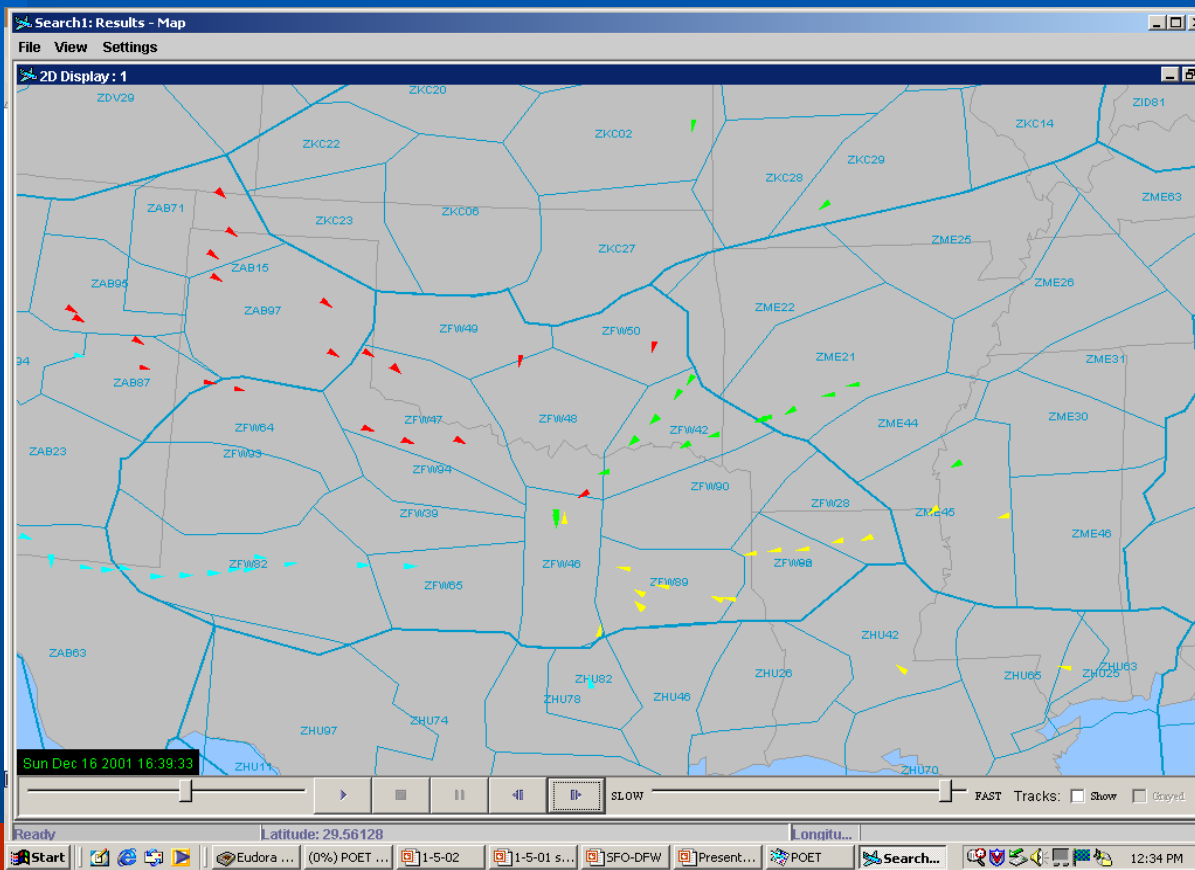 Search1: Results - Map
File View Settings
2D Display : 1
ZDV29
ZKC20
ZID81
ZKC14
ZKC02
ZKC22
ZKC29
ZKC28
ZME63
ZAB71
ZKC06
ZKC23
ZME25
ZKC27
ZAB15
ZAB95
ZME26
ZAB97
ZME22
ZFW49
ZFW50
94
ZME21
ZME31
ZAB87
ZFW47
ZFW48
ZFW42
ZME44
ZME30
ZFW64
ZAB23
ZFW93
ZFW94
ZFW90
ZFW28
ZFW39
ZME45
ZME46
ZFW82
ZFW46
ZFW65
ZFW89
ZHU42
ZAB63
ZHU82
ZHU78
ZHU46
ZHU26
ZHU65
ZHU25
ZHU63
ZHU74
ZHU97
ZHU11
ZHU70
Sun Dec 16 2001 16:39:33
SLOW FAST Tracks: Show Grayed
Ready Latitude: 29.56128 Longitu...
Start Eudora ... (0%) POET ... 1-5-02 1-5-01 s... SFO-DFW Present... POET Search... 12:34 PM